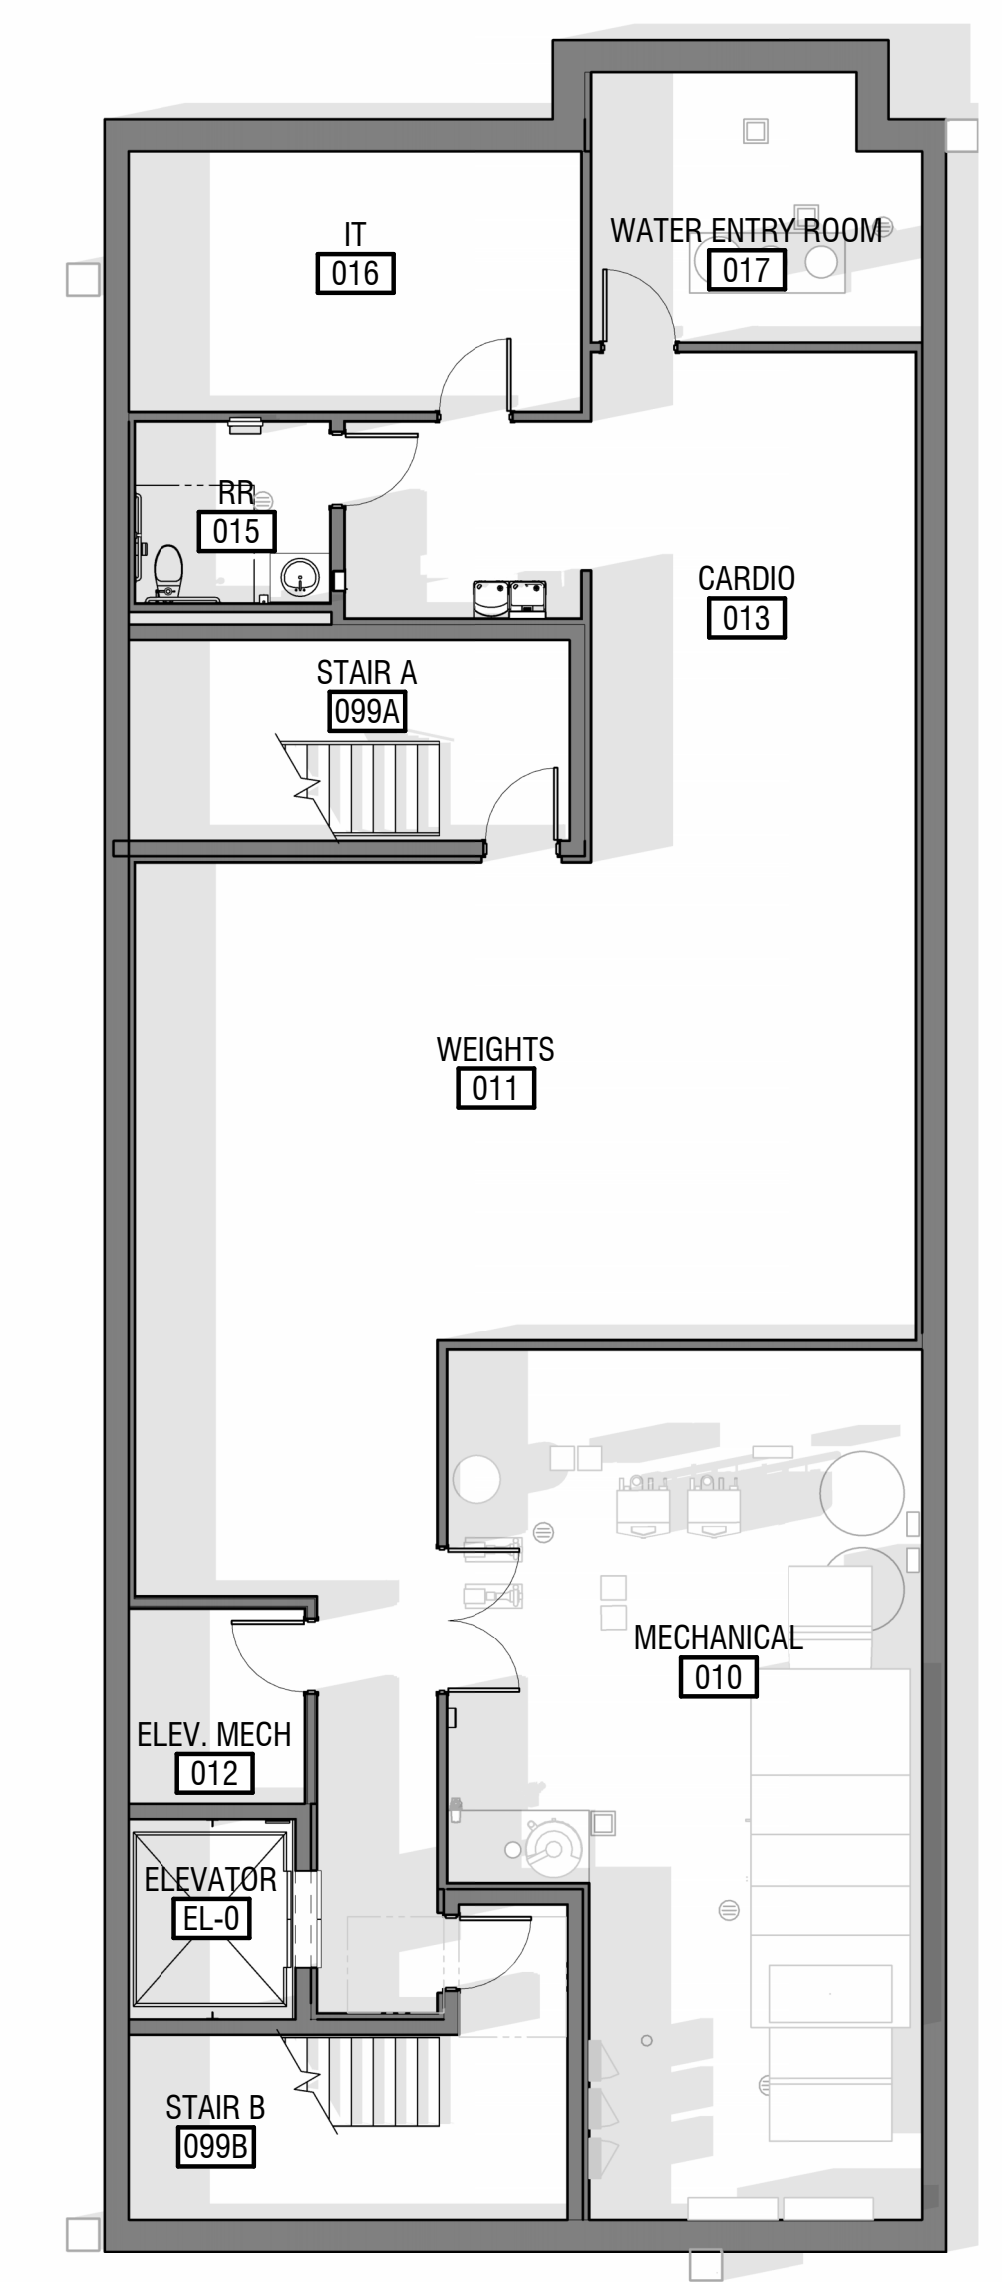 IT
016
WATER ENTRY ROOM
017
RR
015
CARDIO
013
STAIR A
099A
WEIGHTS
011
MECHANICAL
010
ELEV. MECH
012
ELEVATOR
EL-0
STAIR B
099B